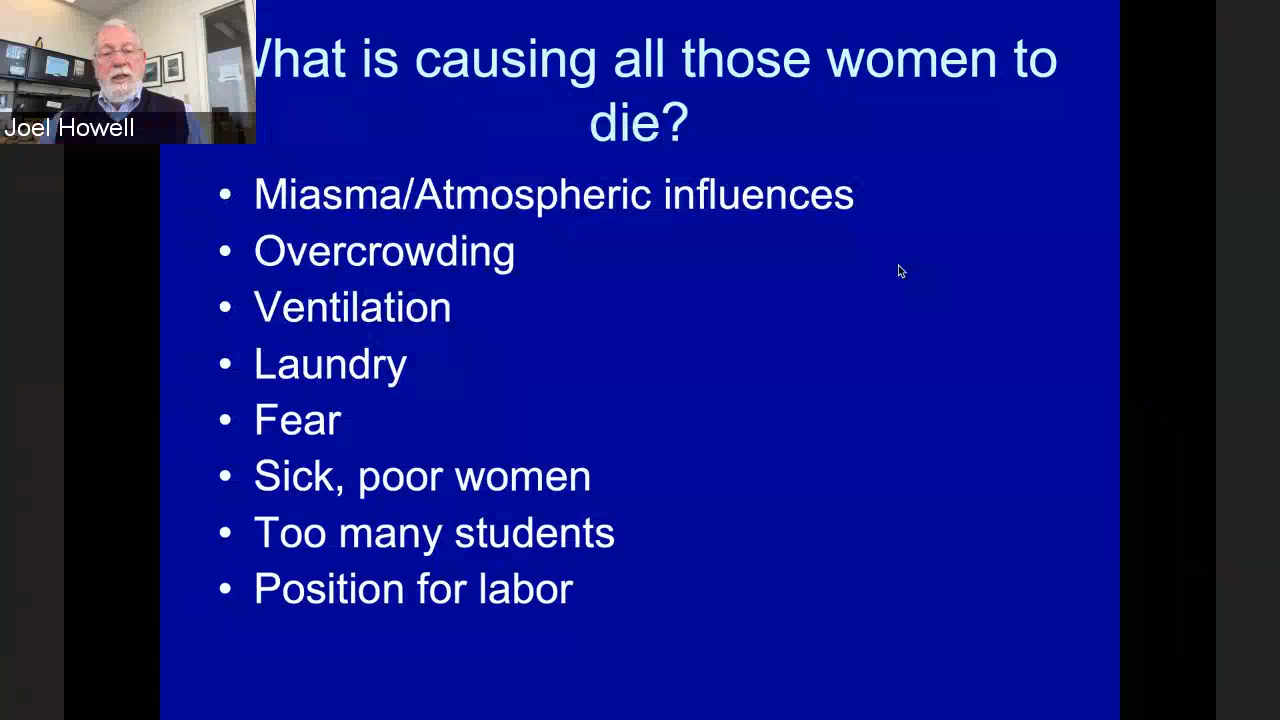 What is causing all those women to
die?
Joel Howell
• Miasma/Atmospheric influences
• Overcrowding
• Ventilation
• Laundry
• Fear
• Sick, poor women
• Too many students
• Position for labor